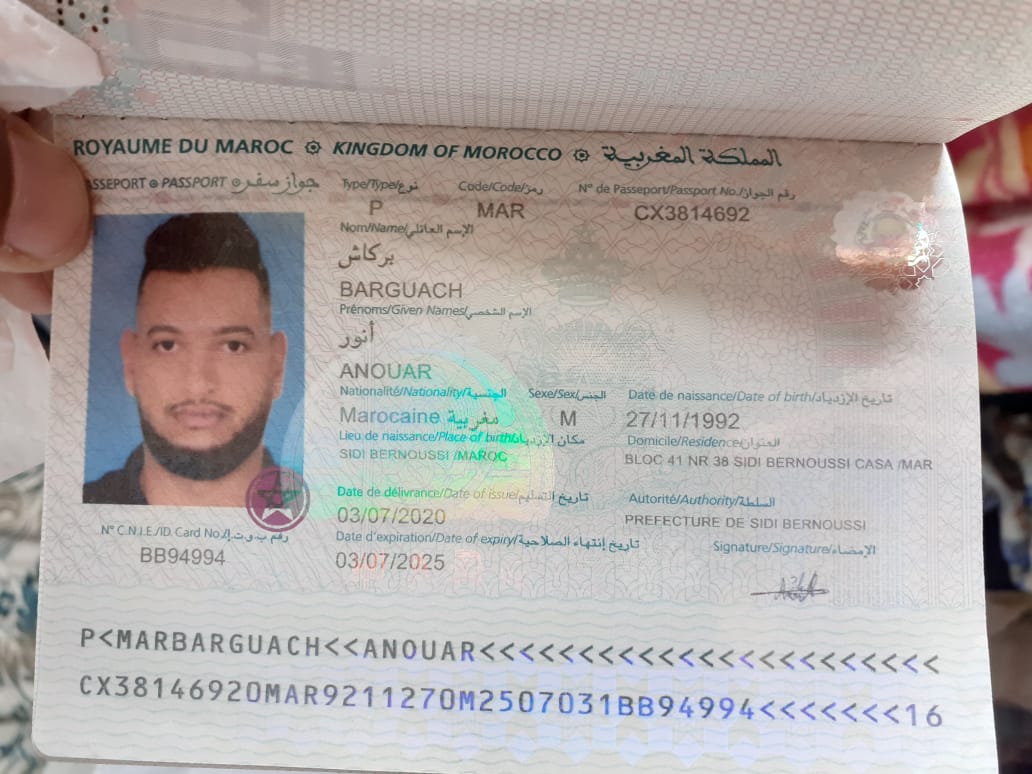 ROYAUME DU MAROC KINGDOM OF MOROCCO المملكة المغربية
ASSEPORT PASSPORT جواز سفر Type/Type/نوع Code/Code/رمز N° de Passeport/Passport No./رقم الجواز
P MAR CX3814692
Nom/Name/الإسم العائلي
بركاش
BARGUACH
Prénoms/Given Names/الإسم الشخصي
أنور
ANOUAR
Nationalité/Nationality/الجنسية Sexe/Sex/الجنس Date de naissance/Date of birth/تاريخ الإزدياد
Marocaine مغربية M 27/11/1992
Lieu de naissance/Place of birth/مكان الإزدياد Domicile/Residence/العنوان
SIDI BERNOUSSI /MAROC BLOC 41 NR 38 SIDI BERNOUSSI CASA /MAR
Date de délivrance/Date of issue/تاريخ التسليم Autorité/Authority/السلطة
03/07/2020 PREFECTURE DE SIDI BERNOUSSI
N° C.N.I.E./ID Card No./رقم ب.و.ت.إ Date d'expiration/Date of expiry/تاريخ إنتهاء الصلاحية Signature/Signature/الإمضاء
BB94994 03/07/2025
P<MARBARGUACH<<ANOUAR<<<<<<<<<<<<<<<<<<<<<<<
CX38146920MAR9211270M2507031BB94994<<<<<<<16